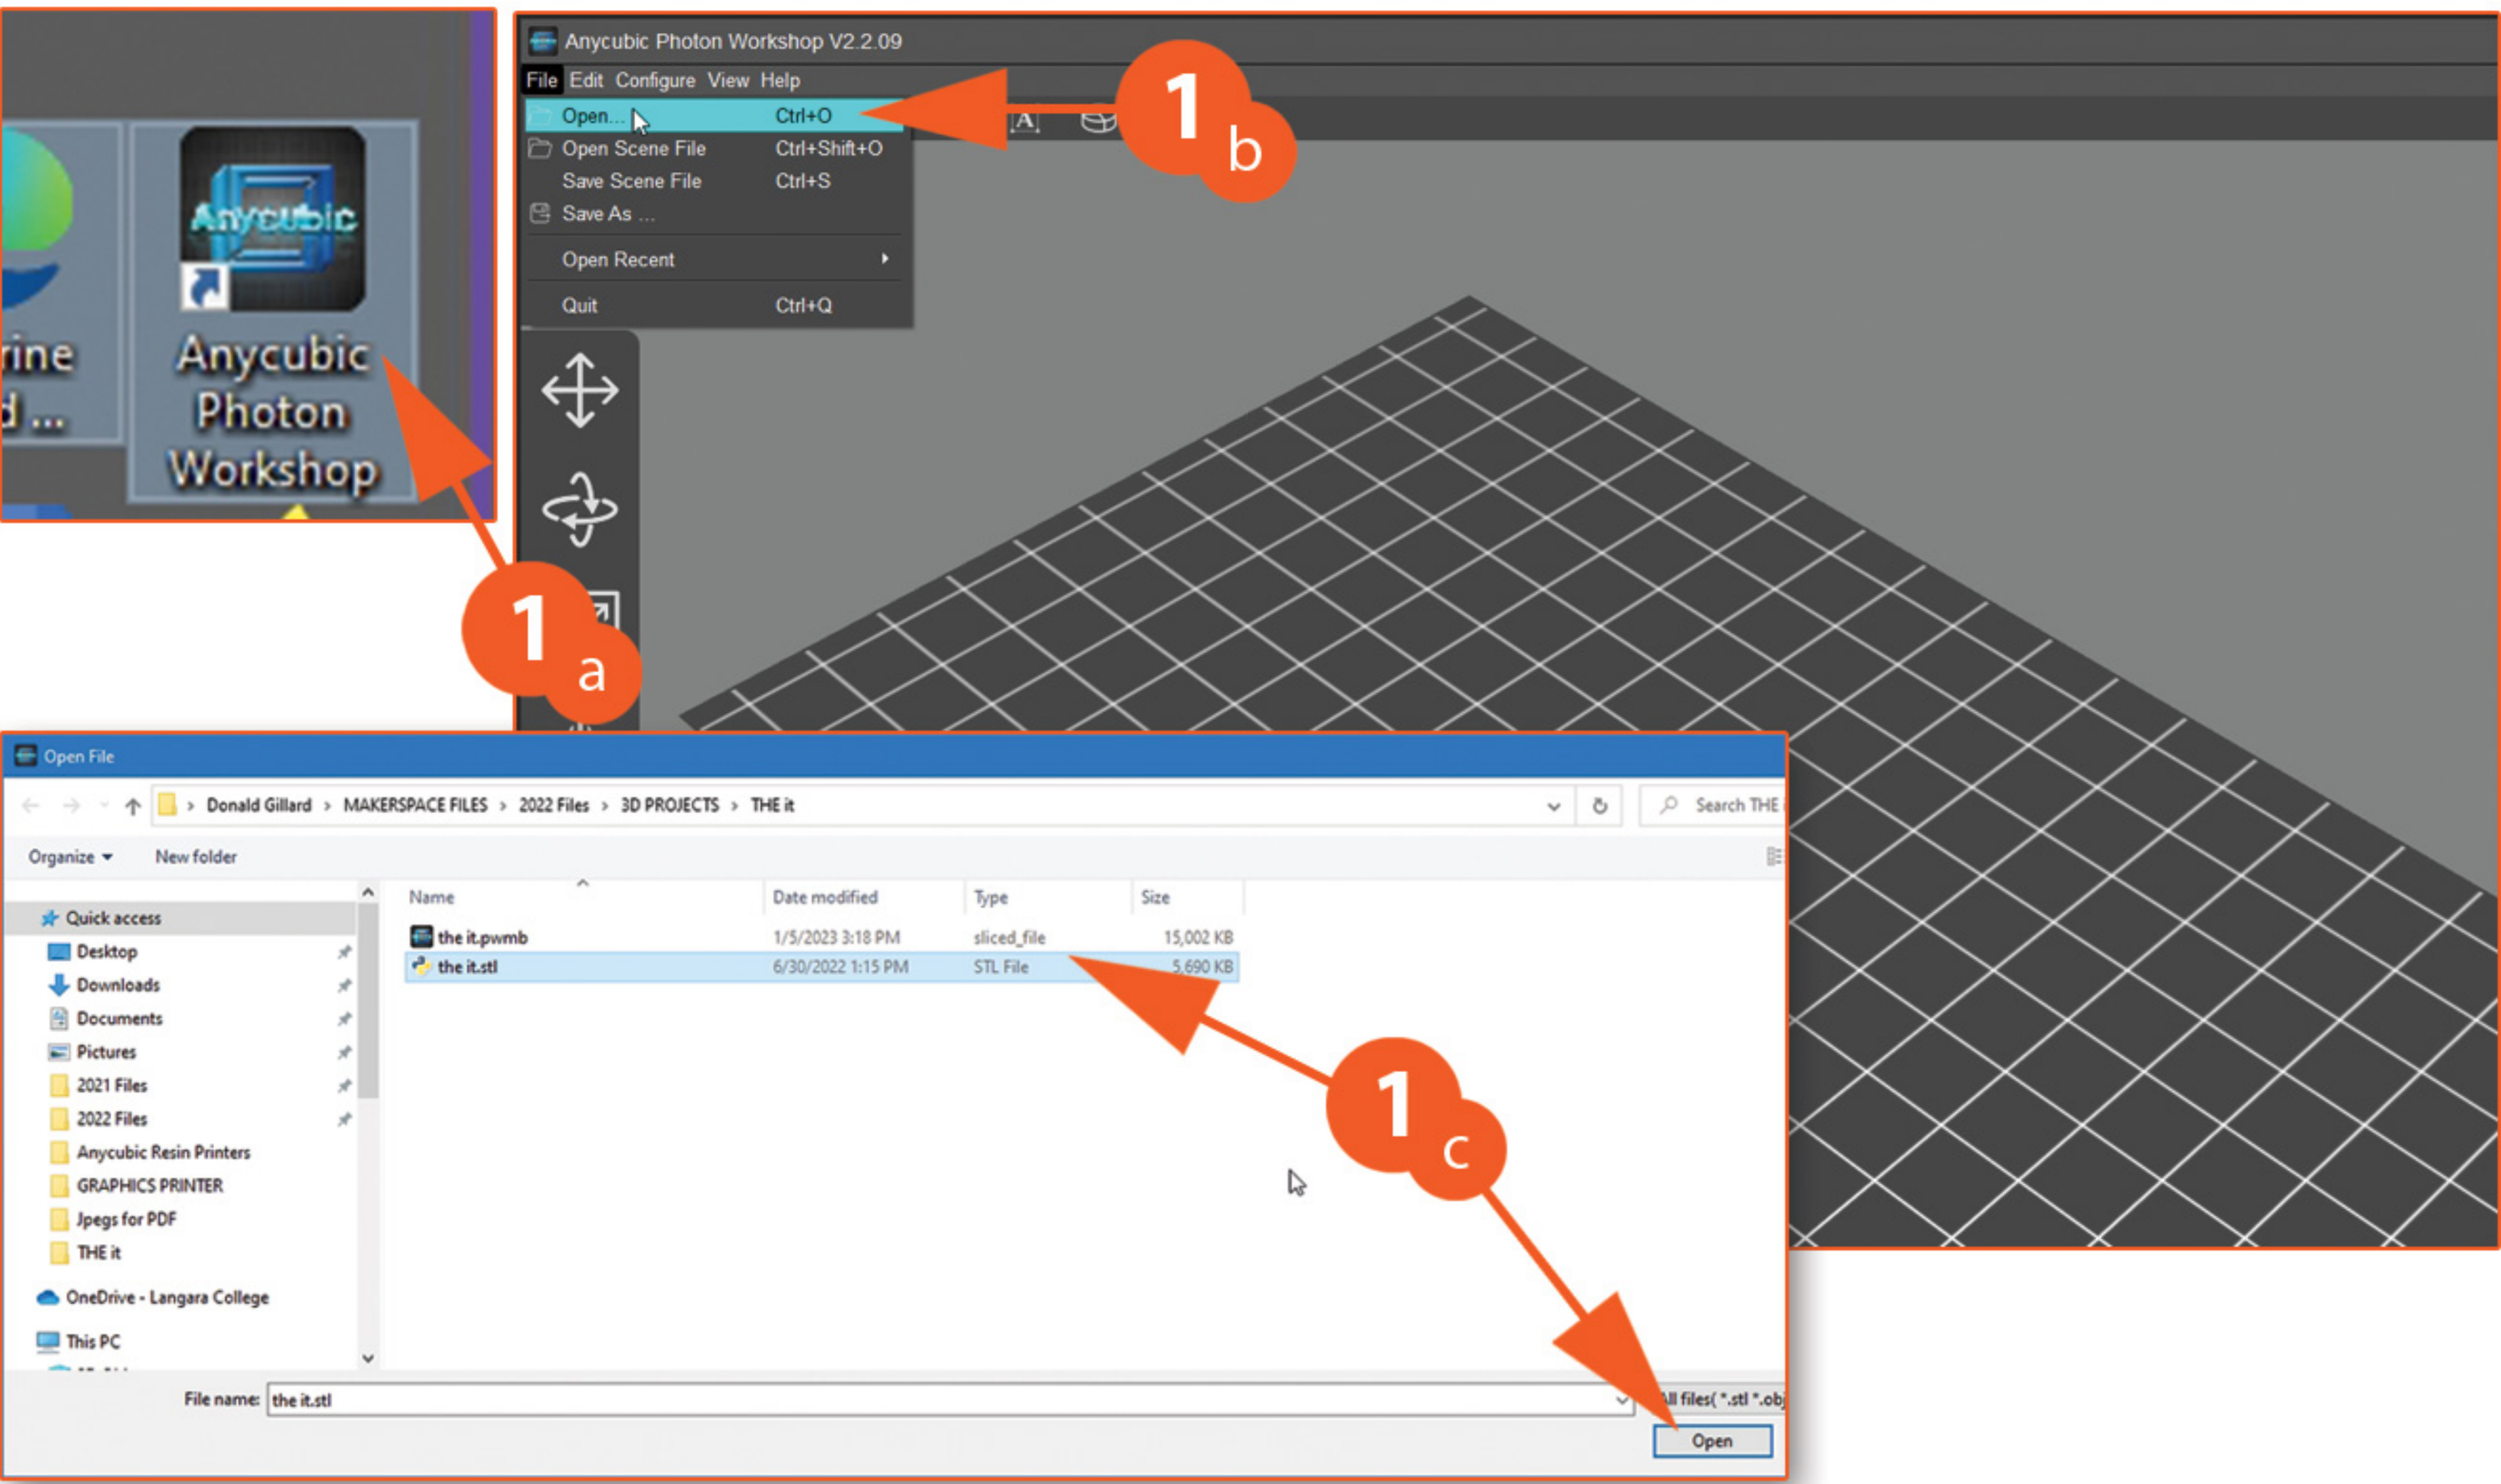 Anycubic
rine
d ...
Anycubic
Photon
Workshop
1
a
Anycubic Photon Workshop V2.2.09
File Edit Configure View Help
Open... Ctrl+O
Open Scene File Ctrl+Shift+O
Save Scene File Ctrl+S
Save As ...
Open Recent
Quit Ctrl+Q
A
1
b
Open File
Donald Gillard > MAKERSPACE FILES > 2022 Files > 3D PROJECTS > THE it
Search THE i
Organize New folder
Name Date modified Type Size
the it.pwmb 1/5/2023 3:18 PM sliced_file 15,002 KB
the it.stl 6/30/2022 1:15 PM STL File 5,690 KB
Quick access
Desktop
Downloads
Documents
Pictures
2021 Files
2022 Files
Anycubic Resin Printers
GRAPHICS PRINTER
Jpegs for PDF
THE it
OneDrive - Langara College
This PC
1
c
File name: the it.stl
All files( *.stl *.obj
Open